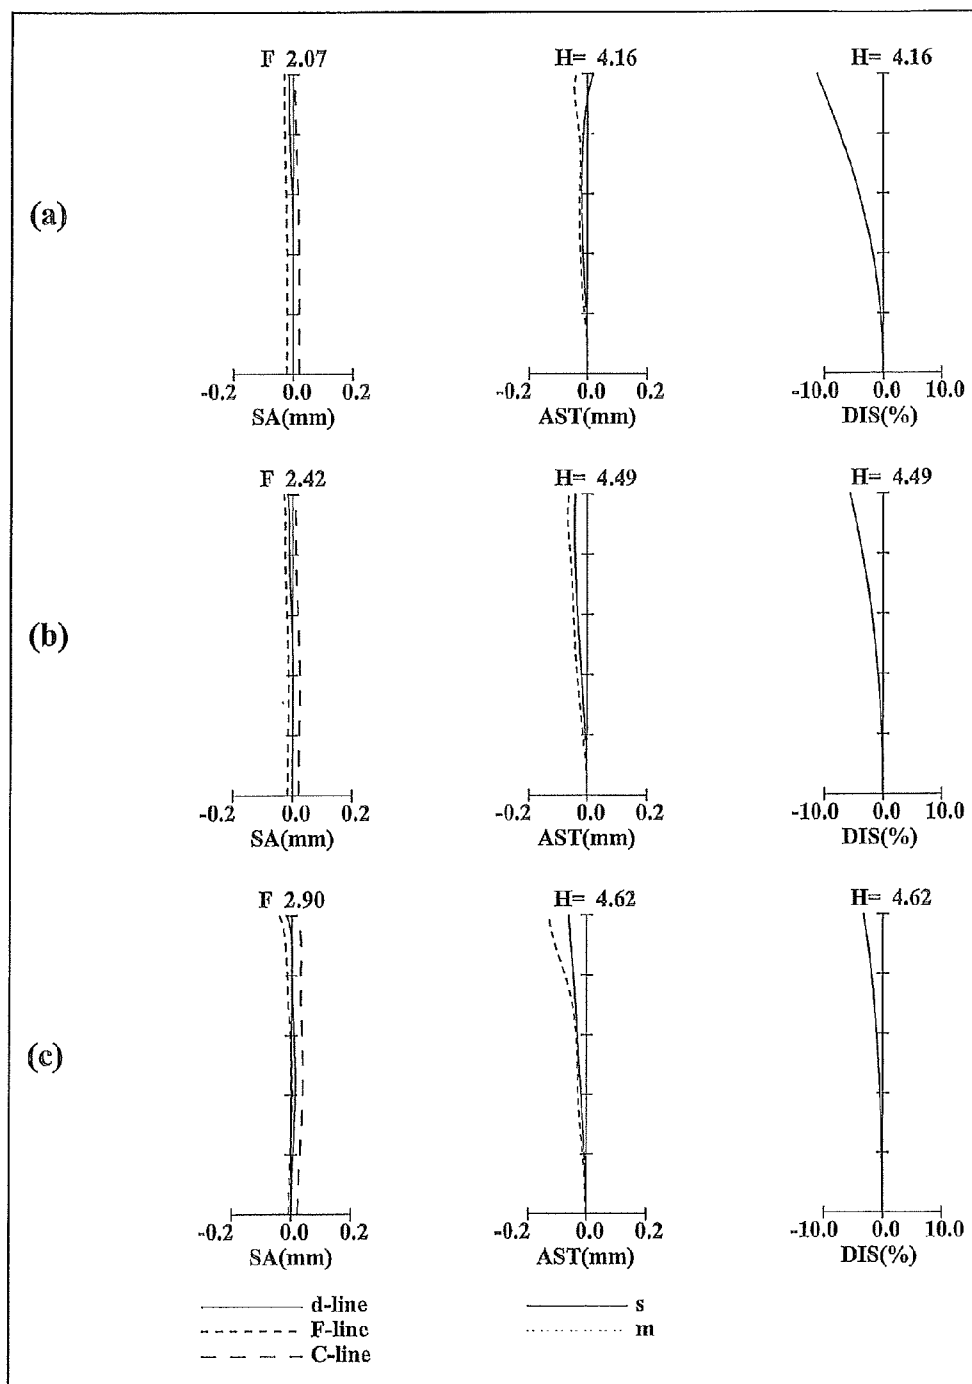 F 2.07 H= 4.16 H= 4.16
(a)
-0.2 0.0 0.2 -0.2 0.0 0.2 -10.0 0.0 10.0
SA(mm) AST(mm) DIS(%)
F 2.42 H= 4.49 H= 4.49
(b)
-0.2 0.0 0.2 -0.2 0.0 0.2 -10.0 0.0 10.0
SA(mm) AST(mm) DIS(%)
F 2.90 H= 4.62 H= 4.62
(c)
-0.2 0.0 0.2 -0.2 0.0 0.2 -10.0 0.0 10.0
SA(mm) AST(mm) DIS(%)
d-line s
F-line m
C-line